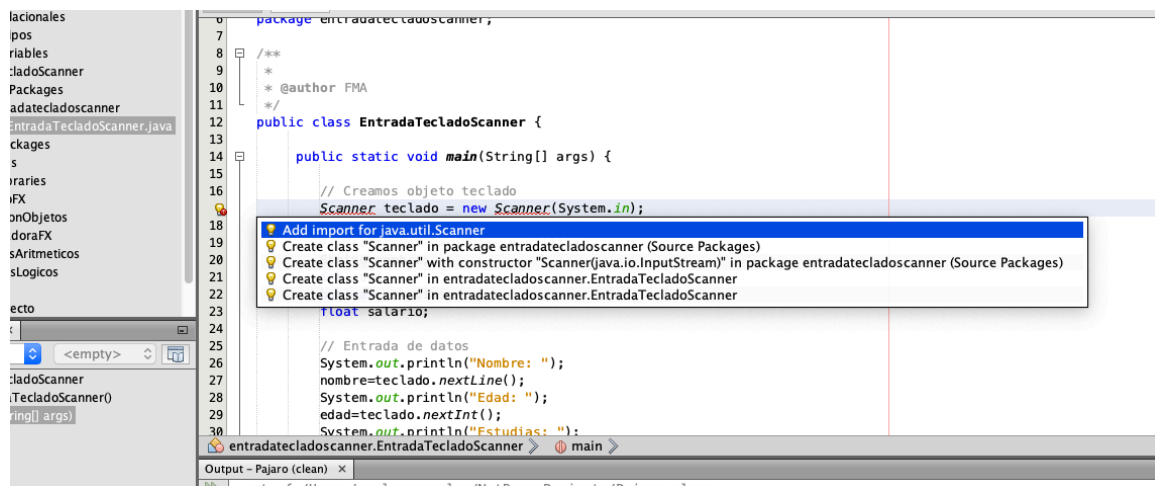 lacionales
ipos
riables
cladoScanner
Packages
adatecladoscanner
EntradaTecladoScanner.java
ckages
s
oraries
oFX
onObjetos
doraFX
sAritmeticos
sLogicos
ecto
<empty>
cladoScanner
aTecladoScanner()
ring[] args)
6 package entradatecladoscanner;
7
8 /**
9 *
10 * @author FMA
11 */
12 public class EntradaTecladoScanner {
13
14 public static void main(String[] args) {
15
16 // Creamos objeto teclado
Scanner teclado = new Scanner(System.in);
18 Add import for java.util.Scanner
19 Create class "Scanner" in package entradatecladoscanner (Source Packages)
20 Create class "Scanner" with constructor "Scanner(java.io.InputStream)" in package entradatecladoscanner (Source Packages)
21 Create class "Scanner" in entradatecladoscanner.EntradaTecladoScanner
22 Create class "Scanner" in entradatecladoscanner.EntradaTecladoScanner
23 float salario;
24
25 // Entrada de datos
26 System.out.println("Nombre: ");
27 nombre=teclado.nextLine();
28 System.out.println("Edad: ");
29 edad=teclado.nextInt();
30 System.out.println("Estudias: ");
entradatecladoscanner.EntradaTecladoScanner main
Output – Pajaro (clean) ×